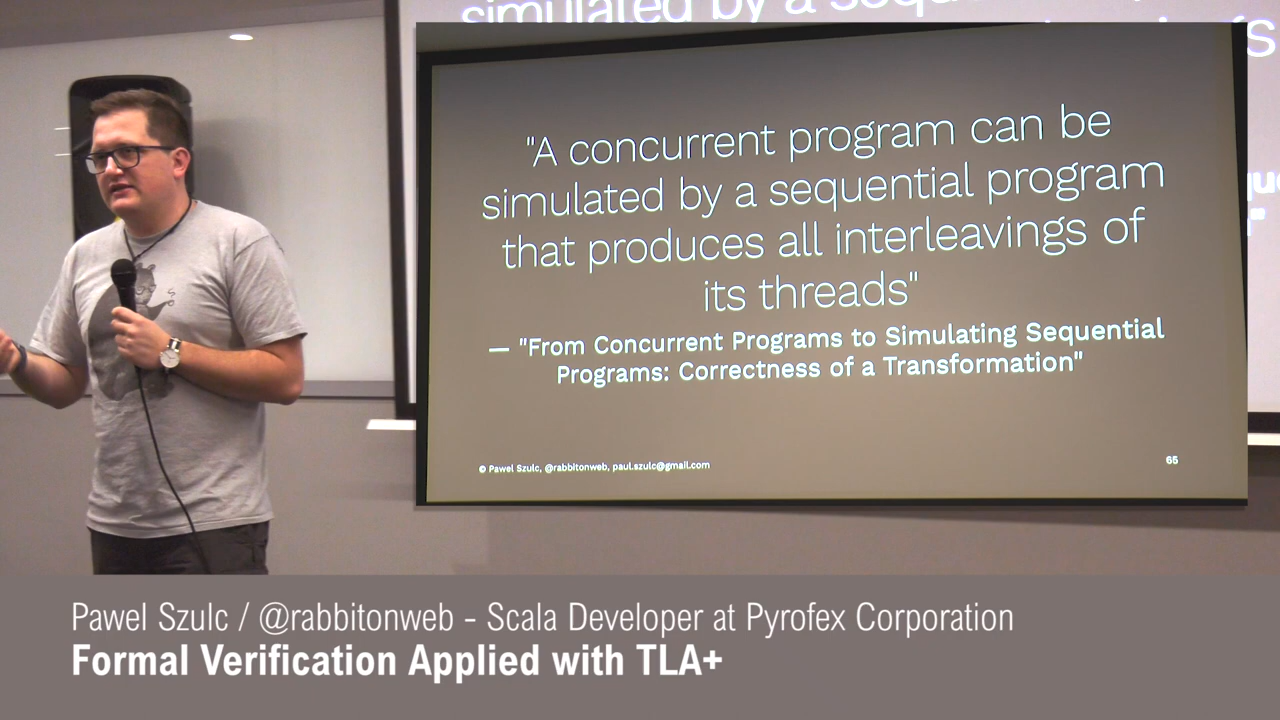 simulated by a
"A concurrent program can be
simulated by a sequential program
that produces all interleavings of
its threads"
— "From Concurrent Programs to Simulating Sequential
Programs: Correctness of a Transformation"
© Pawel Szulc, @rabbitonweb, paul.szulc@gmail.com
65
Pawel Szulc / @rabbitonweb - Scala Developer at Pyrofex Corporation
Formal Verification Applied with TLA+